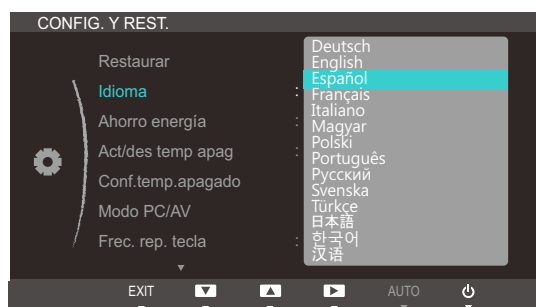 CONFIG. Y REST.
Restaurar
Idioma :
Ahorro energía :
Act/des temp apag :
Conf.temp.apagado
Modo PC/AV
Frec. rep. tecla :
Deutsch
English
Español
Français
Italiano
Magyar
Polski
Português
Русский
Svenska
Türkçe
日本語
한국어
汉语
EXIT AUTO